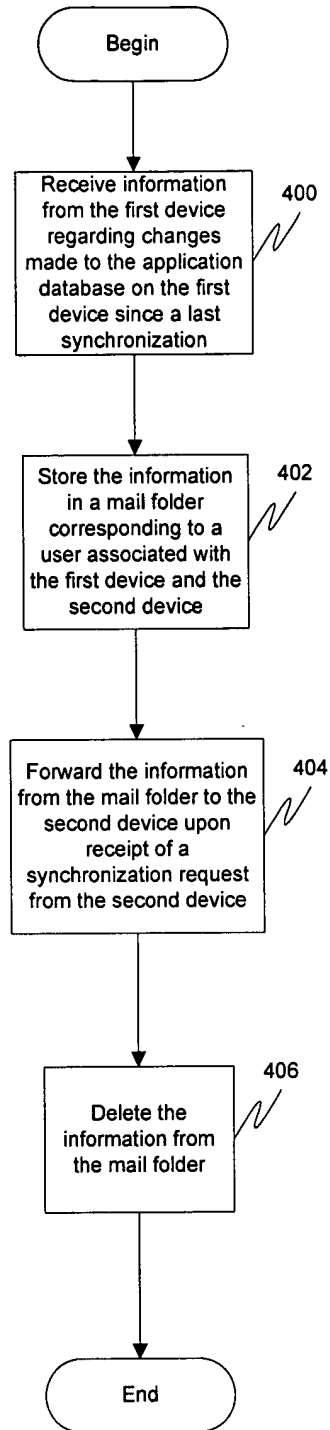 Begin
Receive information
from the first device
regarding changes
made to the application
database on the first
device since a last
synchronization
400
Store the information
in a mail folder
corresponding to a
user associated with
the first device and the
second device
402
Forward the information
from the mail folder to the
second device upon
receipt of a
synchronization request
from the second device
404
Delete the
information from
the mail folder
406
End